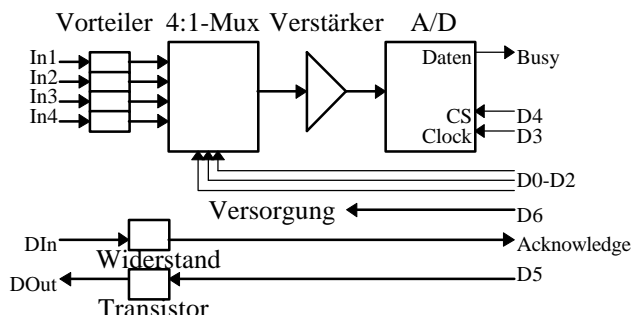 Vorteiler 4:1-Mux Verstärker A/D
In1
In2
In3
In4
Daten
Busy
CS
D4
Clock
D3
D0-D2
Versorgung
D6
DIn
Acknowledge
Widerstand
DOut
D5
Transistor